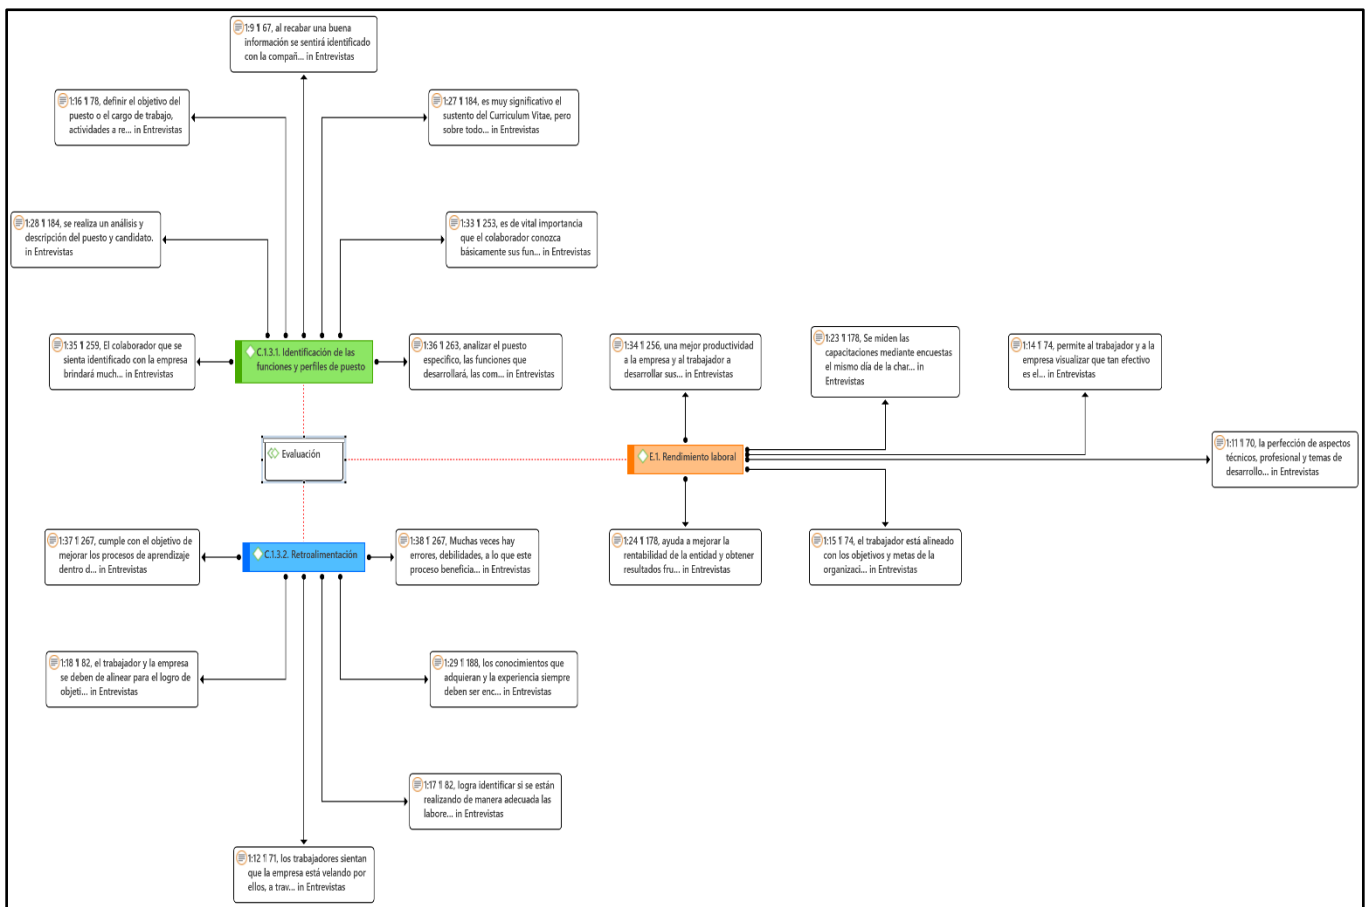 1:9 ¶ 67, al recabar una buena
información se sentirá identificado
con la compañ... in Entrevistas
1:16 ¶ 78, definir el objetivo del
puesto o el cargo de trabajo,
actividades a re... in Entrevistas
1:27 ¶ 184, es muy significativo el
sustento del Curriculum Vitae, pero
sobre todo... in Entrevistas
1:28 ¶ 184, se realiza un análisis y
descripción del puesto y candidato.
in Entrevistas
1:33 ¶ 253, es de vital importancia
que el colaborador conozca
básicamente sus fun... in Entrevistas
1:35 ¶ 259, El colaborador que se
sienta identificado con la empresa
brindará much... in Entrevistas
C.1.3.1. Identificación de las
funciones y perfiles de puesto
1:36 ¶ 263, analizar el puesto
especifico, las funciones que
desarrollará, las com... in Entrevistas
1:34 ¶ 256, una mejor productividad
a la empresa y al trabajador a
desarrollar sus... in Entrevistas
1:23 ¶ 178, Se miden las
capacitaciones mediante encuestas
el mismo día de la char... in
Entrevistas
1:14 ¶ 74, permite al trabajador y a la
empresa visualizar que tan efectivo
es el... in Entrevistas
Evaluación
E.1. Rendimiento laboral
1:11 ¶ 70, la perfección de aspectos
técnicos, profesional y temas de
desarrollo... in Entrevistas
1:37 ¶ 267, cumple con el objetivo de
mejorar los procesos de aprendizaje
dentro d... in Entrevistas
C.1.3.2. Retroalimentación
1:38 ¶ 267, Muchas veces hay
errores, debilidades, a lo que este
proceso beneficia... in Entrevistas
1:24 ¶ 178, ayuda a mejorar la
rentabilidad de la entidad y obtener
resultados fru... in Entrevistas
1:15 ¶ 74, el trabajador está alineado
con los objetivos y metas de la
organizaci... in Entrevistas
1:18 ¶ 82, el trabajador y la empresa
se deben de alinear para el logro de
objeti... in Entrevistas
1:29 ¶ 188, los conocimientos que
adquieran y la experiencia siempre
deben ser enc... in Entrevistas
1:17 ¶ 82, logra identificar si se están
realizando de manera adecuada las
labore... in Entrevistas
1:12 ¶ 71, los trabajadores sientan
que la empresa está velando por
ellos, a trav... in Entrevistas